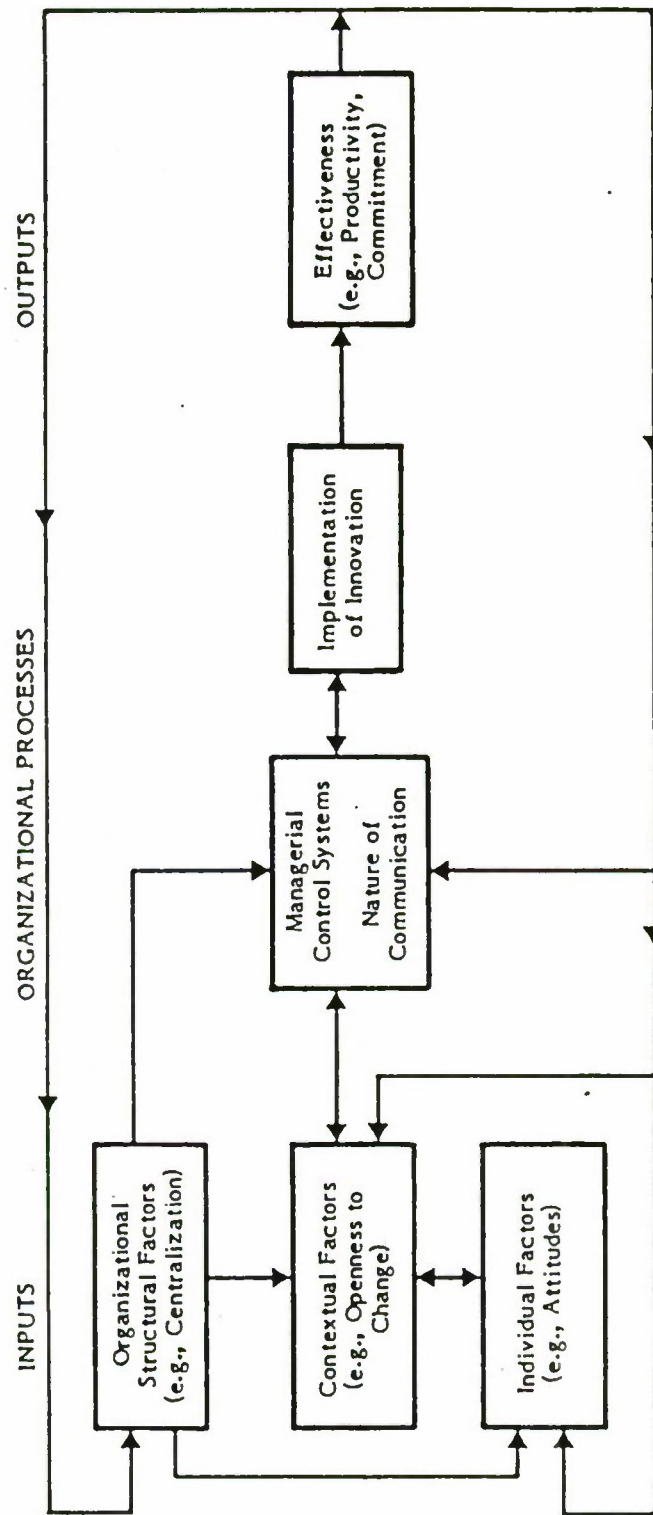 INPUTS
ORGANIZATIONAL PROCESSES
OUTPUTS
Organizational
Structural Factors
(e.g., Centralization)
Contextual Factors
(e.g., Openness to
Change)
Individual Factors
(e.g., Attitudes)
Managerial
Control Systems
Nature of
Communication
Implementation
of Innovation
Effectiveness
(e.g., Productivity,
Commitment)